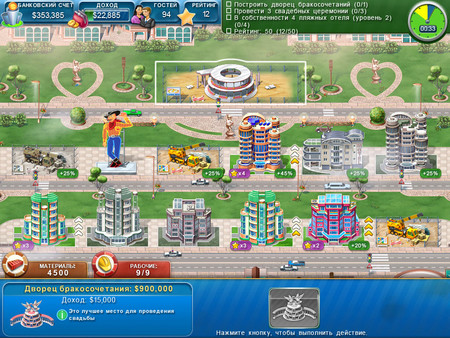 БАНКОВСКИЙ СЧЕТ
$353,385
ДОХОД
$22,885
ГОСТЕЙ
94
РЕЙТИНГ
12
Построить дворец бракосочетаний (0/1)
Провести 3 свадебных церемонии (0/3)
В собственности 4 пляжных отеля (уровень 2)
(0/4)
Рейтинг: 50 (12/50)
00:33
+25%
+25%
x4
+45%
+25%
+25%
x3
x3
x2
+20%
МАТЕРИАЛЫ:
4500
РАБОЧИЕ:
9/9
Дворец бракосочетания: $900,000
Доход: $15,000
Это лучшее место для проведения
свадьбы
Нажмите кнопку, чтобы выполнить действие.